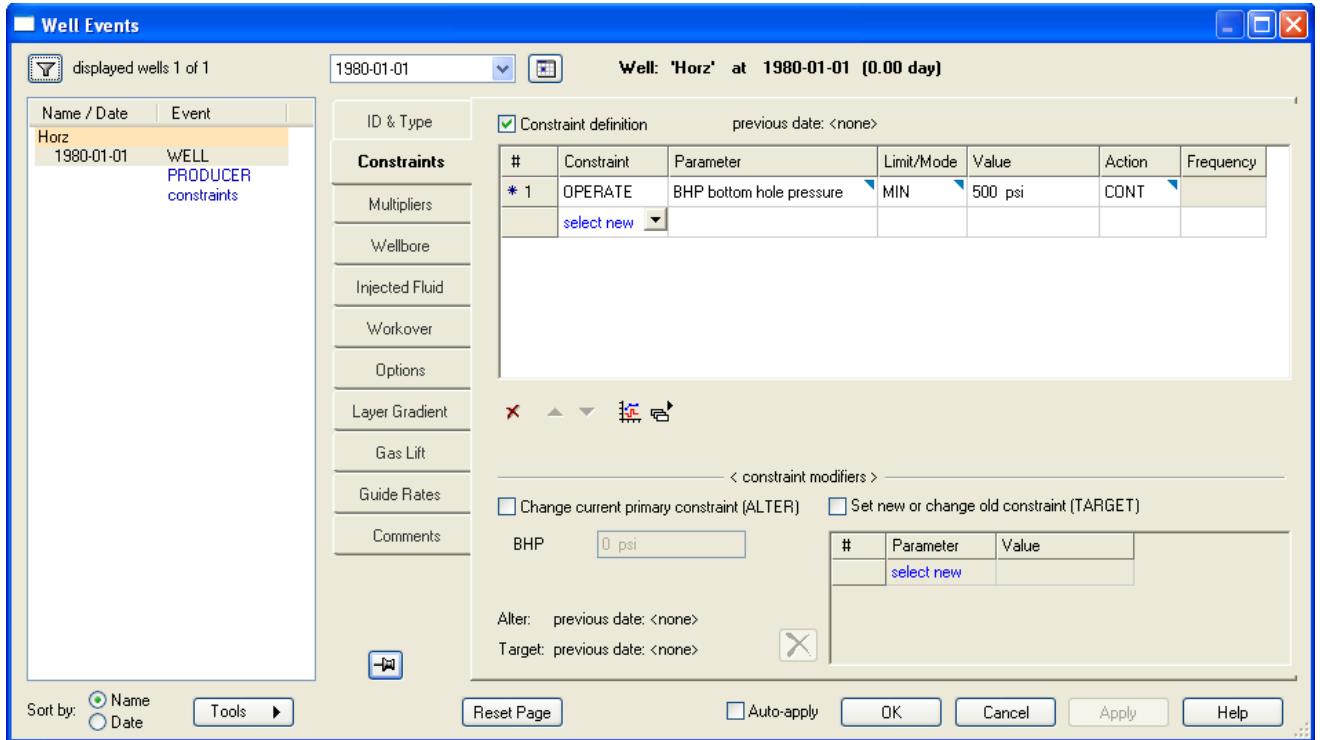 Well Events
displayed wells 1 of 1
1980-01-01
Well: 'Horz' at 1980-01-01 (0.00 day)
Name / Date Event
Horz
1980-01-01 WELL
PRODUCER
constraints
ID & Type
Constraints
Multipliers
Wellbore
Injected Fluid
Workover
Options
Layer Gradient
Gas Lift
Guide Rates
Comments
Constraint definition previous date: <none>
# Constraint Parameter Limit/Mode Value Action Frequency
* 1 OPERATE BHP bottom hole pressure MIN 500 psi CONT
select new
< constraint modifiers >
Change current primary constraint (ALTER) Set new or change old constraint (TARGET)
BHP 0 psi
# Parameter Value
select new
Alter: previous date: <none>
Target: previous date: <none>
Sort by: Name
Date
Tools
Reset Page
Auto-apply
OK
Cancel
Apply
Help